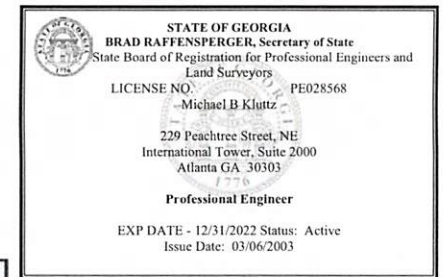 STATE OF GEORGIA
BRAD RAFFENSPERGER, Secretary of State
State Board of Registration for Professional Engineers and
Land Surveyors
LICENSE NO. PE028568
Michael B Kluttz
229 Peachtree Street, NE
International Tower, Suite 2000
Atlanta GA 30303
1776
Professional Engineer
EXP DATE - 12/31/2022 Status: Active
Issue Date: 03/06/2003